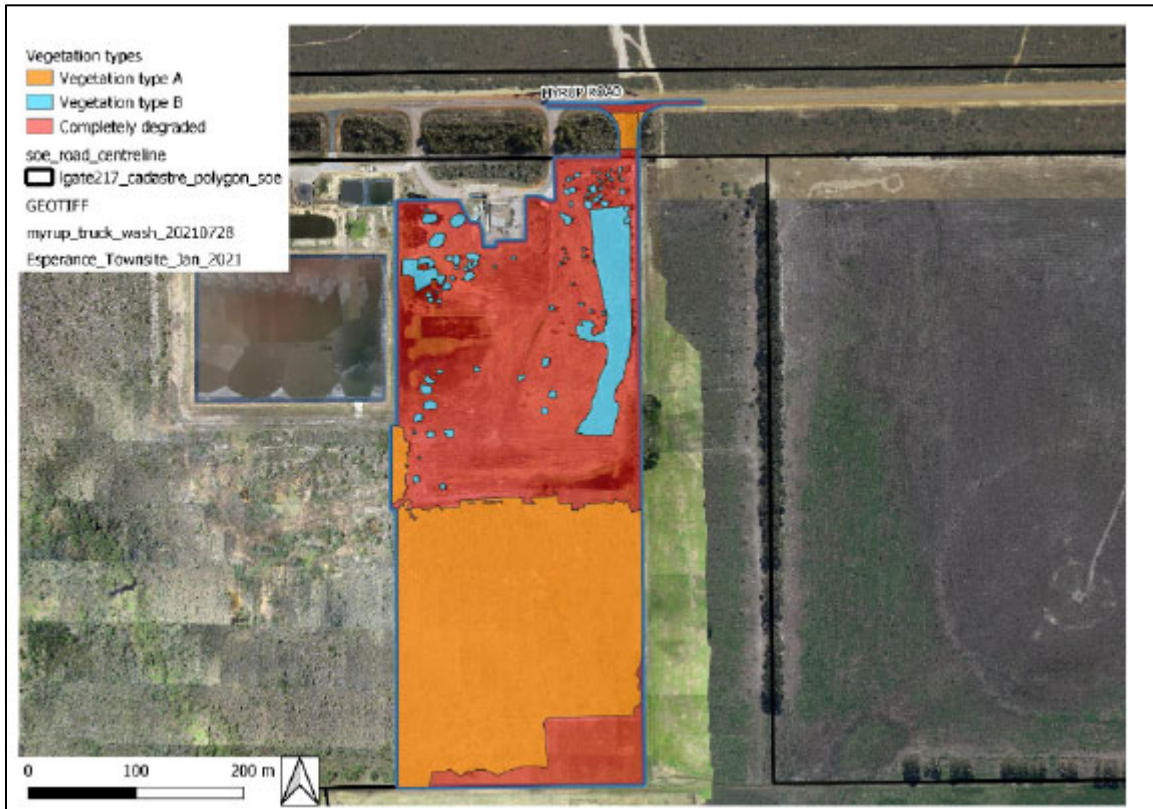 Vegetation types
Vegetation type A
Vegetation type B
Completely degraded
soe_road_centreline
lgate217_cadastre_polygon_soe
GEOTIFF
myrup_truck_wash_20210728
Esperance_Townsite_Jan_2021
MYRUP ROAD
0 100 200 m